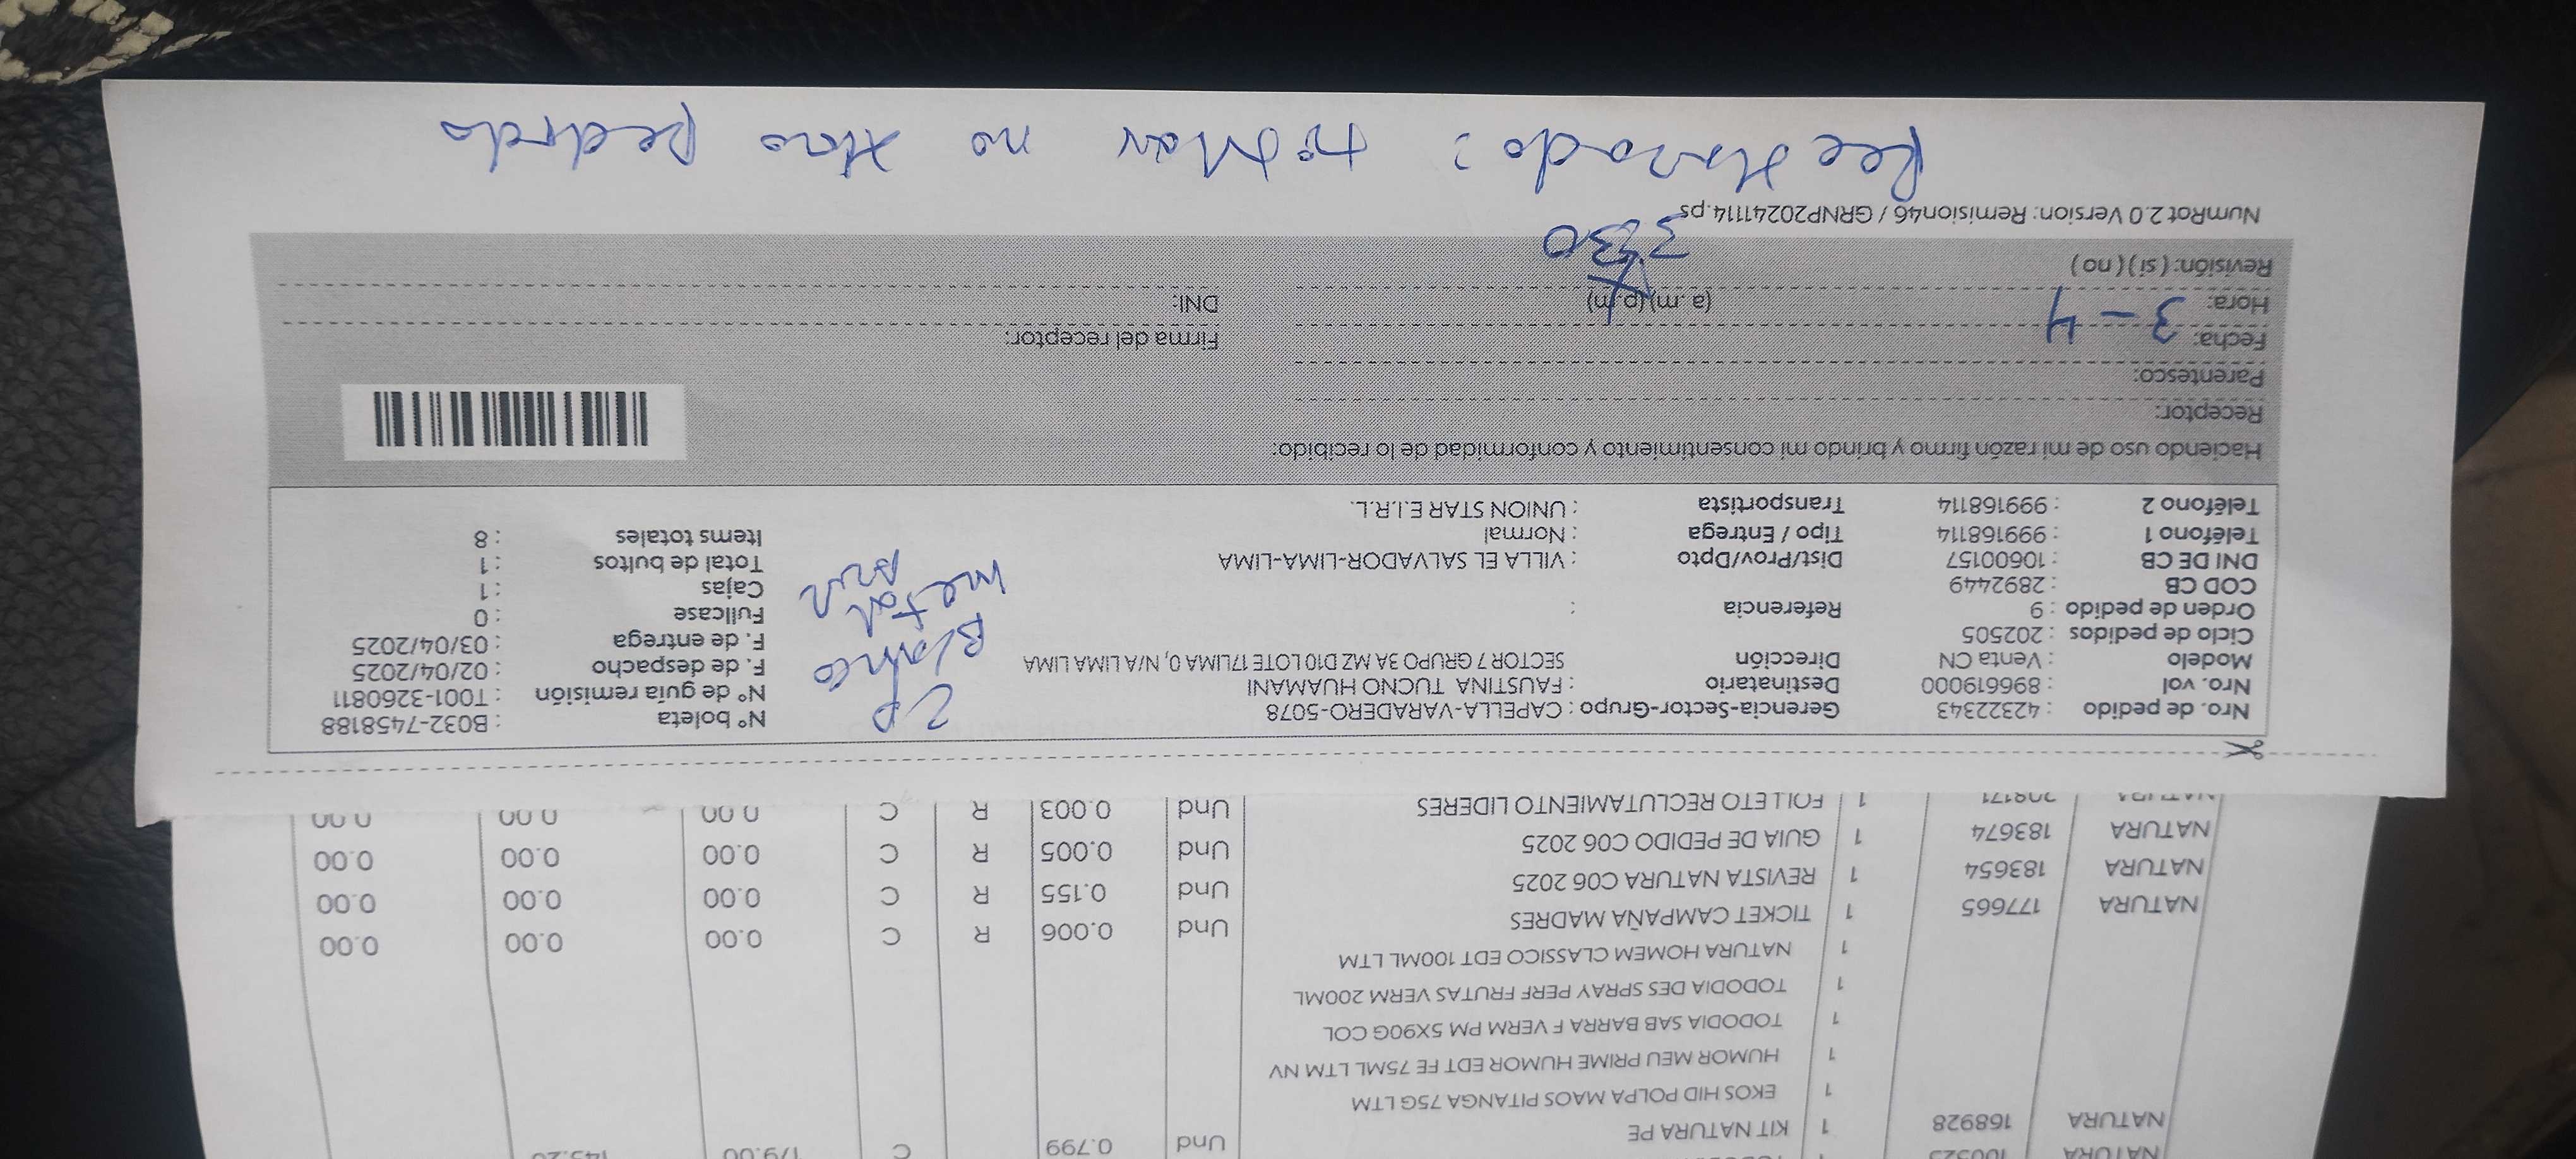 NATURA 168928 1 KIT NATURA PE Und 0.799 C 179.00
1 EKOS HID POLPA MAOS PITANGA 75G LTM
1 HUMOR MEU PRIME HUMOR EDT FE 75ML LTM NV
1 TODODIA SAB BARRA F VERM PM 5X90G COL
1 TODODIA DES SPRAY PERF FRUTAS VERM 200ML
1 NATURA HOMEM CLASSICO EDT 100ML LTM
NATURA 177665 1 TICKET CAMPAÑA MADRES Und 0.006 R C 0.00 0.00 0.00
NATURA 183654 1 REVISTA NATURA C06 2025 Und 0.155 R C 0.00 0.00 0.00
NATURA 183674 1 GUIA DE PEDIDO C06 2025 Und 0.005 R C 0.00 0.00 0.00
NATURA 1 FOLLETO RECLUTAMIENTO LIDERES Und 0.003 R C 0.00 0.00 0.00
Nro. de pedido : 42322343 Gerencia-Sector-Grupo : CAPELLA-VARADERO-5078 Nº boleta : B032-7458188
Nro. vol : 896619000 Destinatario : FAUSTINA TUCNO HUAMANI Nº de guía remisión : T001-3260811
Modelo : Venta CN Dirección SECTOR 7 GRUPO 3A MZ D10 LOTE 17LIMA 0, N/A LIMA LIMA F. de despacho : 02/04/2025
Ciclo de pedidos : 202505 F. de entrega : 03/04/2025
Orden de pedido : 9 Referencia : Fullcase : 0
COD CB : 2892449 Cajas : 1
DNI DE CB : 10600157 Dist/Prov/Dpto : VILLA EL SALVADOR-LIMA-LIMA Total de bultos : 1
Teléfono 1 : 999168114 Tipo / Entrega : Normal Items totales : 8
Teléfono 2 : 999168114 Transportista : UNION STAR E.I.R.L.
2P
Blanco
metal
Haciendo uso de mi razón firmo y brindo mi consentimiento y conformidad de lo recibido:
Receptor:
Parentesco:
Fecha: 3-4 Firma del receptor:
Hora: (a .m) (p.m) DNI:
Revisión: ( si ) ( no )
3:30
NumRot 2.0 Version: Remision46 / GRNP20241114.ps
no pedido